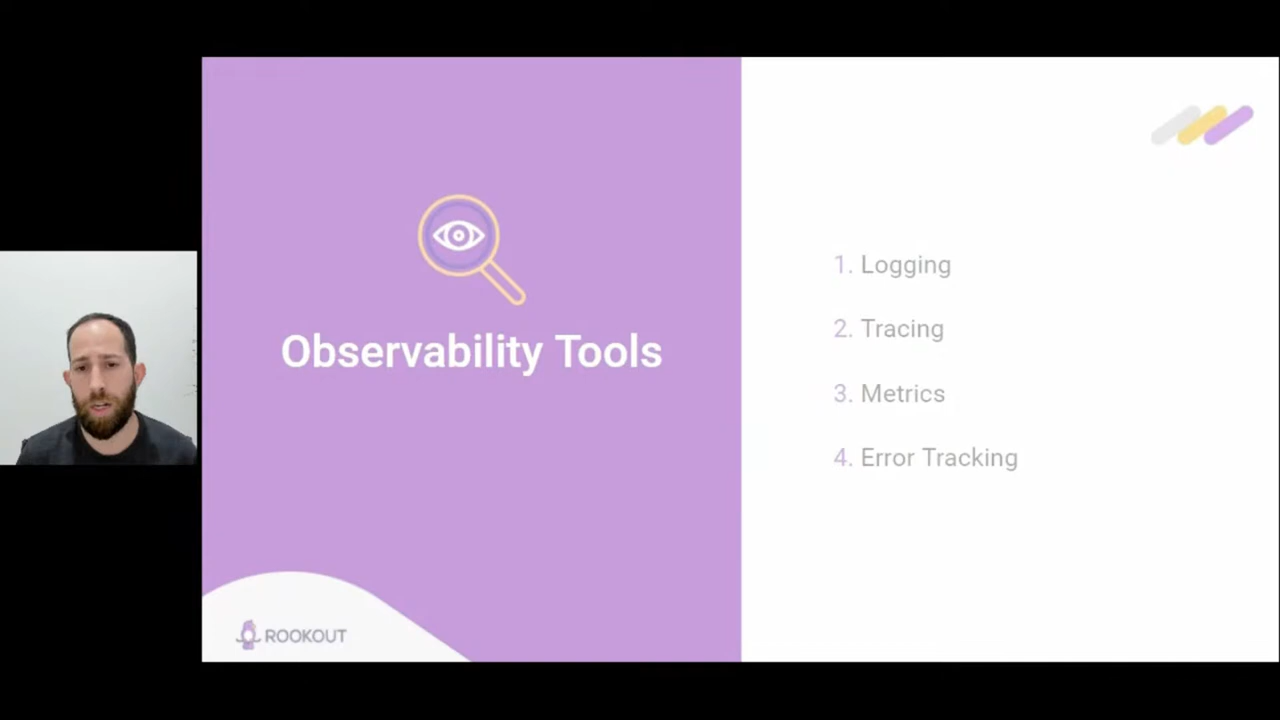 Observability Tools
1. Logging
2. Tracing
3. Metrics
4. Error Tracking
ROOKOUT